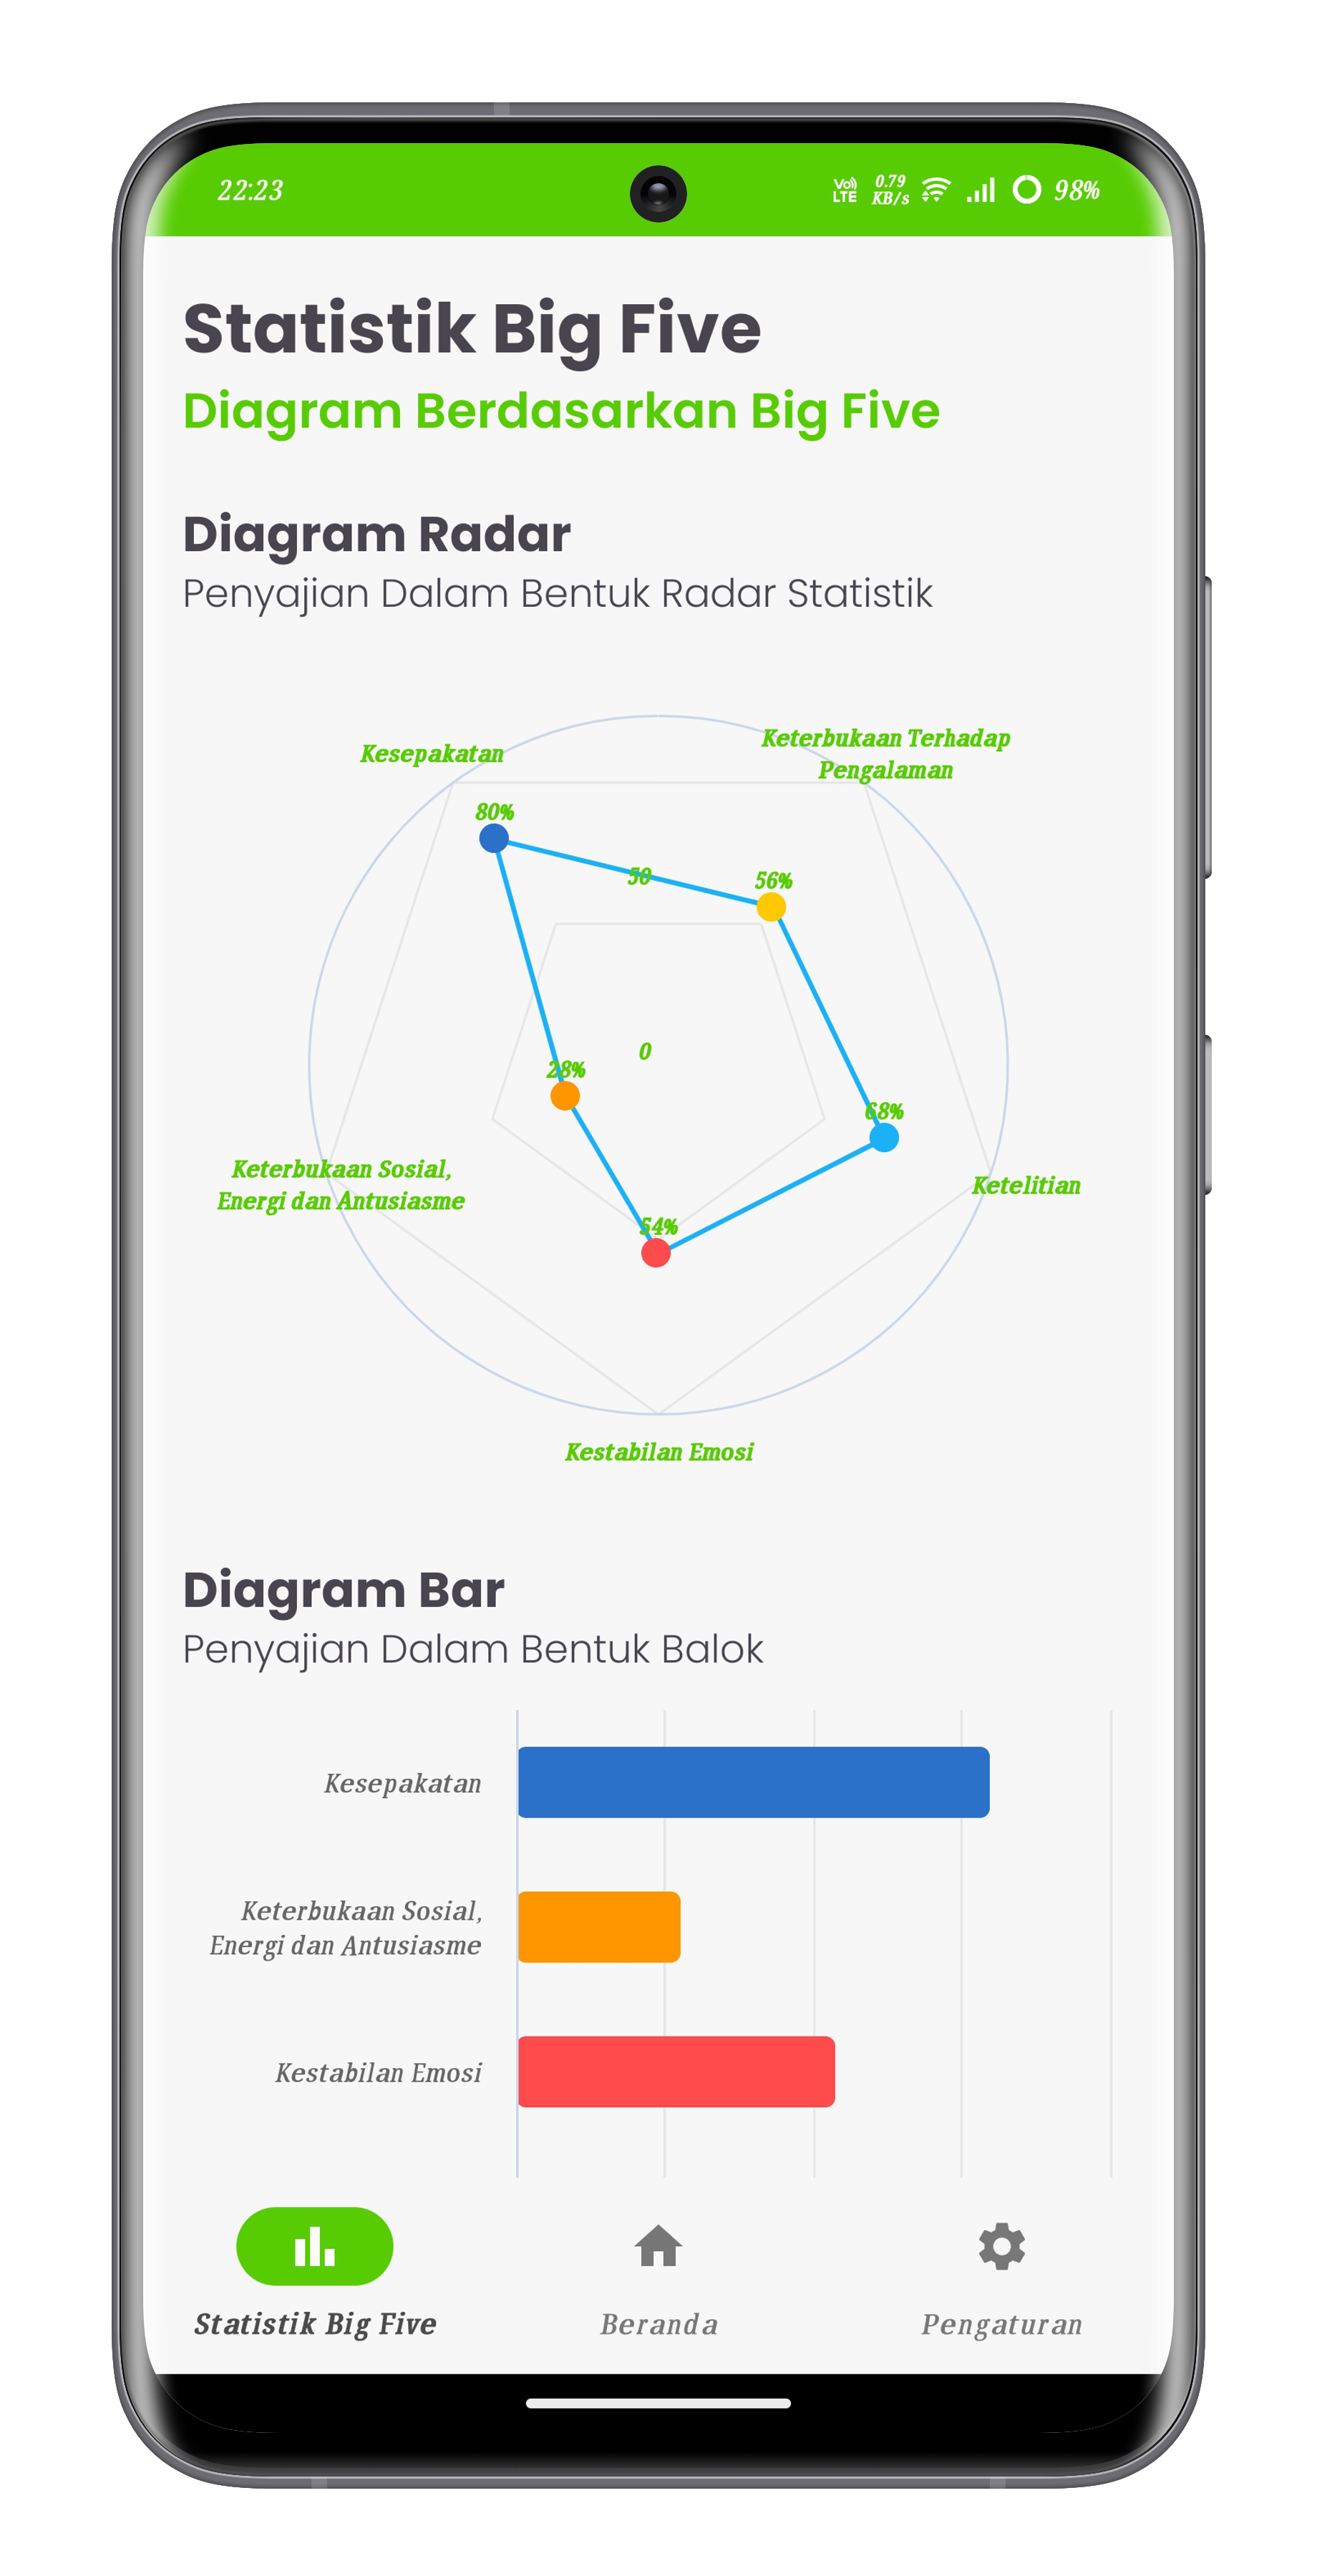 22:23
Vo)) LTE 0.79 KB/s 98%
Statistik Big Five
Diagram Berdasarkan Big Five
Diagram Radar
Penyajian Dalam Bentuk Radar Statistik
Kesepakatan
Keterbukaan Terhadap
Pengalaman
80%
50
56%
0
28%
68%
Keterbukaan Sosial,
Energi dan Antusiasme
Ketelitian
54%
Kestabilan Emosi
Diagram Bar
Penyajian Dalam Bentuk Balok
Kesepakatan
Keterbukaan Sosial,
Energi dan Antusiasme
Kestabilan Emosi
Statistik Big Five
Beranda
Pengaturan